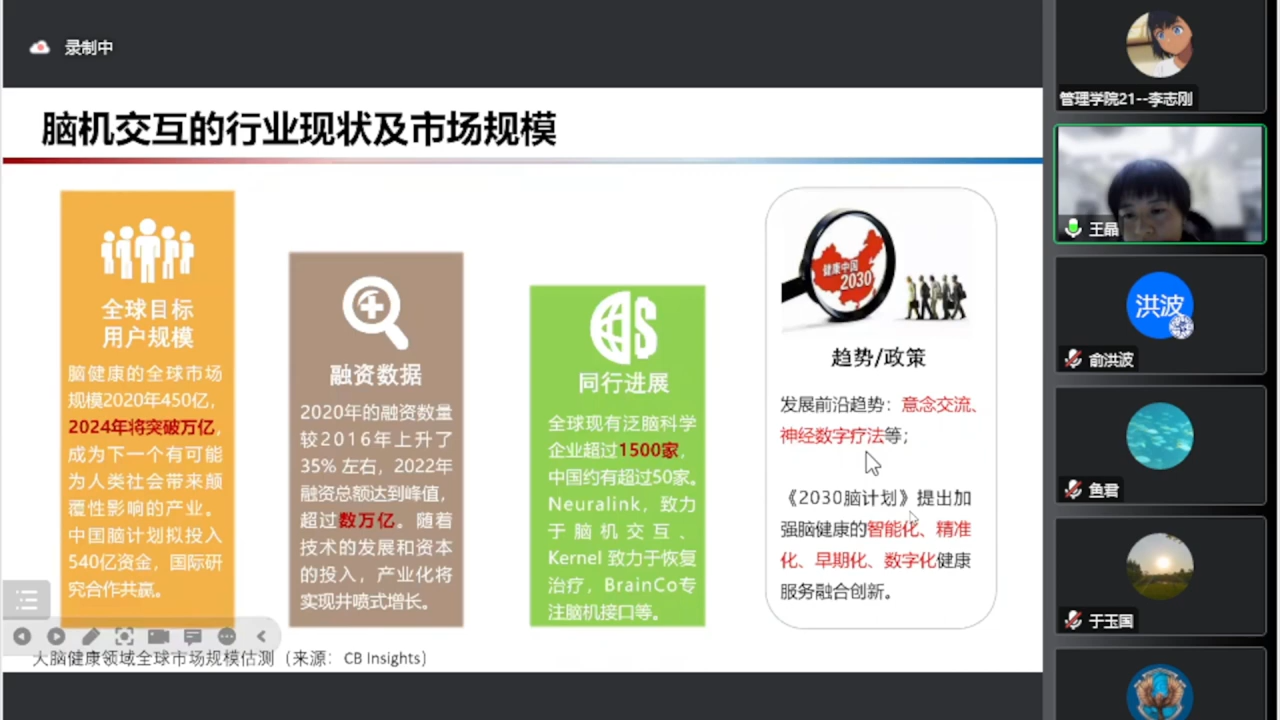 录制中
脑机交互的行业现状及市场规模
全球目标
用户规模
脑健康的全球市场
规模2020年450亿，
2024年将突破万亿，
成为下一个有可能
为人类社会带来颠
覆性影响的产业。
中国脑计划拟投入
540亿资金，国际研
究合作共赢。
融资数据
2020年的融资数量
较2016年上升了
35% 左右，2022年
融资总额达到峰值，
超过数万亿。随着
技术的发展和资本
的投入，产业化将
实现井喷式增长。
同行进展
全球现有泛脑科学
企业超过1500家，
中国约有超过50家。
Neuralink，致力
于脑机交互、
Kernel 致力于恢复
治疗，BrainCo专
注脑机接口等。
健康中国
2030
趋势/政策
发展前沿趋势：意念交流、
神经数字疗法等；
《2030脑计划》提出加
强脑健康的智能化、精准
化、早期化、数字化健康
服务融合创新。
大脑健康领域全球市场规模估测（来源：CB Insights）
管理学院21--李志刚
王晶
洪波
俞洪波
鱼君
于玉国